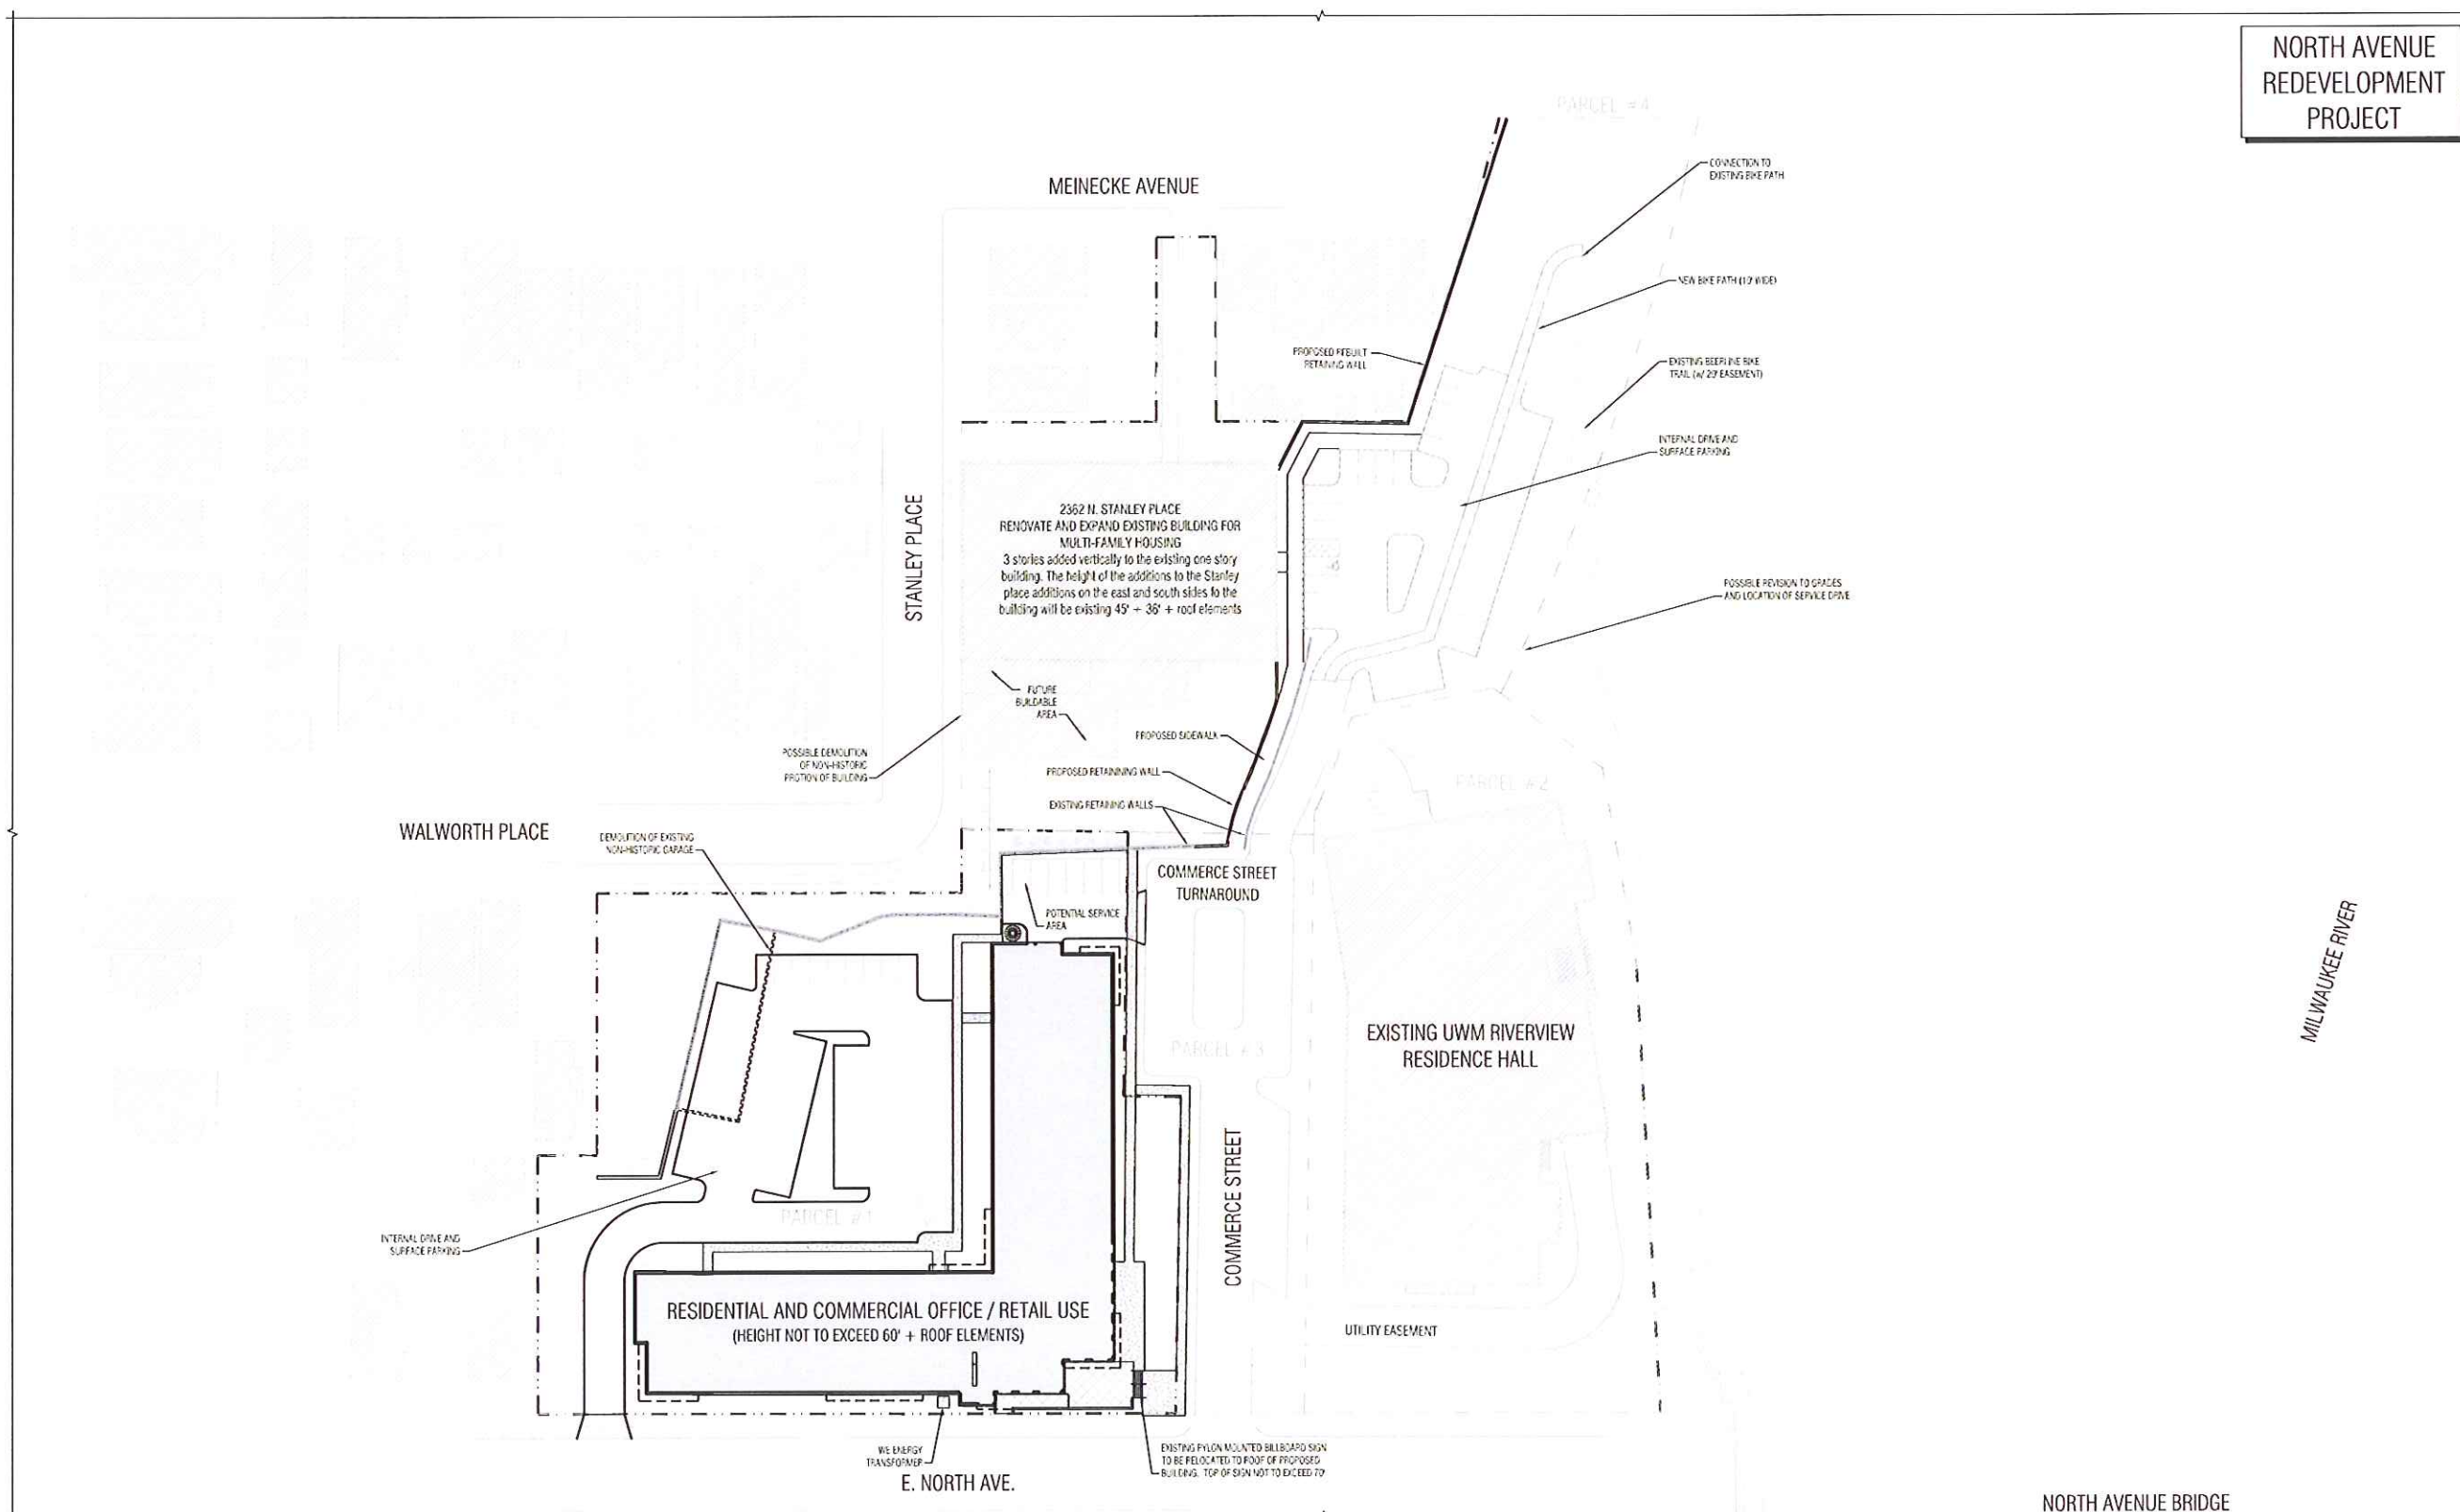 NORTH AVENUE
REDEVELOPMENT
PROJECT
PARCEL #4
CONNECTION TO
EXISTING BIKE PATH
MEINECKE AVENUE
NEW BIKE PATH (10' WIDE)
PROPOSED REBUILT
RETAINING WALL
EXISTING BEERLINE BIKE
TRAIL (w/ 20' EASEMENT)
INTERNAL DRIVE AND
SURFACE PARKING
STANLEY PLACE
2362 N. STANLEY PLACE
RENOVATE AND EXPAND EXISTING BUILDING FOR
MULTI-FAMILY HOUSING
3 stories added vertically to the existing one story
building. The height of the additions to the Stanley
place additions on the east and south sides to the
building will be existing 45' + 36' + roof elements
POSSIBLE REVISION TO GRADES
AND LOCATION OF SERVICE DRIVE
FUTURE
BUILDABLE
AREA
PROPOSED SIDEWALK
POSSIBLE DEMOLITION
OF NON-HISTORIC
PROTION OF BUILDING
PROPOSED RETAINING WALL
PARCEL #2
EXISTING RETAINING WALLS
WALWORTH PLACE
DEMOLITION OF EXISTING
NON-HISTORIC GARAGE
COMMERCE STREET
TURNAROUND
POTENTIAL SERVICE
AREA
MILWAUKEE RIVER
EXISTING UWM RIVERVIEW
RESIDENCE HALL
PARCEL #3
COMMERCE STREET
PARCEL #1
INTERNAL DRIVE AND
SURFACE PARKING
RESIDENTIAL AND COMMERCIAL OFFICE / RETAIL USE
(HEIGHT NOT TO EXCEED 60' + ROOF ELEMENTS)
UTILITY EASEMENT
WE ENERGY
TRANSFORMER
EXISTING PYLON MOUNTED BILLBOARD SIGN
TO BE RELOCATED TO ROOF OF PROPOSED
BUILDING. TOP OF SIGN NOT TO EXCEED 70'
E. NORTH AVE.
NORTH AVENUE BRIDGE